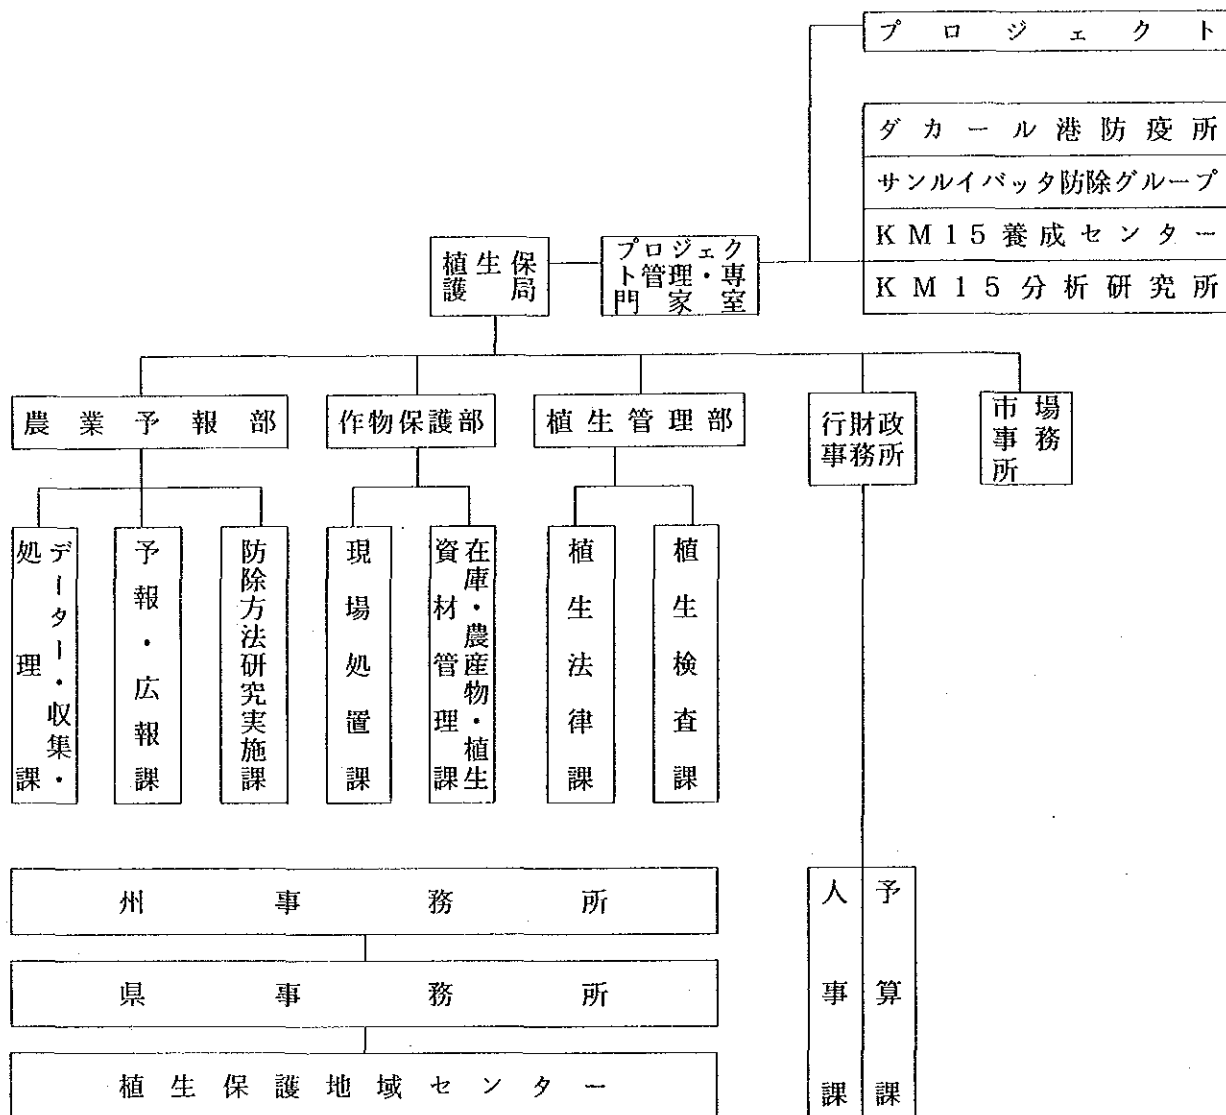 プロジェクト
ダカール港防疫所
サンルイバッタ防除グループ
KM15養成センター
KM15分析研究所
植生保
護局
プロジェク
ト管理・専
門家室
農業予報部
作物保護部
植生管理部
行財政
事務所
市場
事務
所
データー・収集・
処理課
予報・広報課
防除方法研究実施課
現場処置課
在庫・農産物・植生
資材管理課
植生法律課
植生検査課
州事務所
県事務所
植生保護地域センター
人事課
予算課